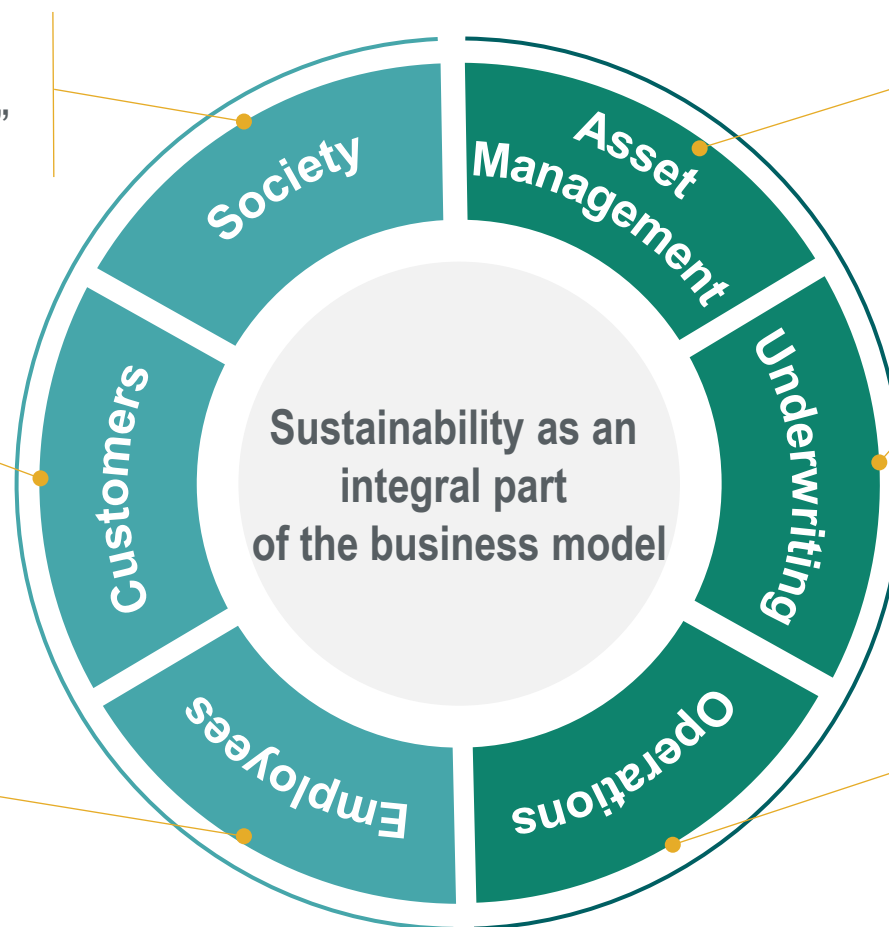 ”
Society
Asset
Management
Underwriting
Operations
Employees
Customers
Sustainability as an
integral part
of the business model